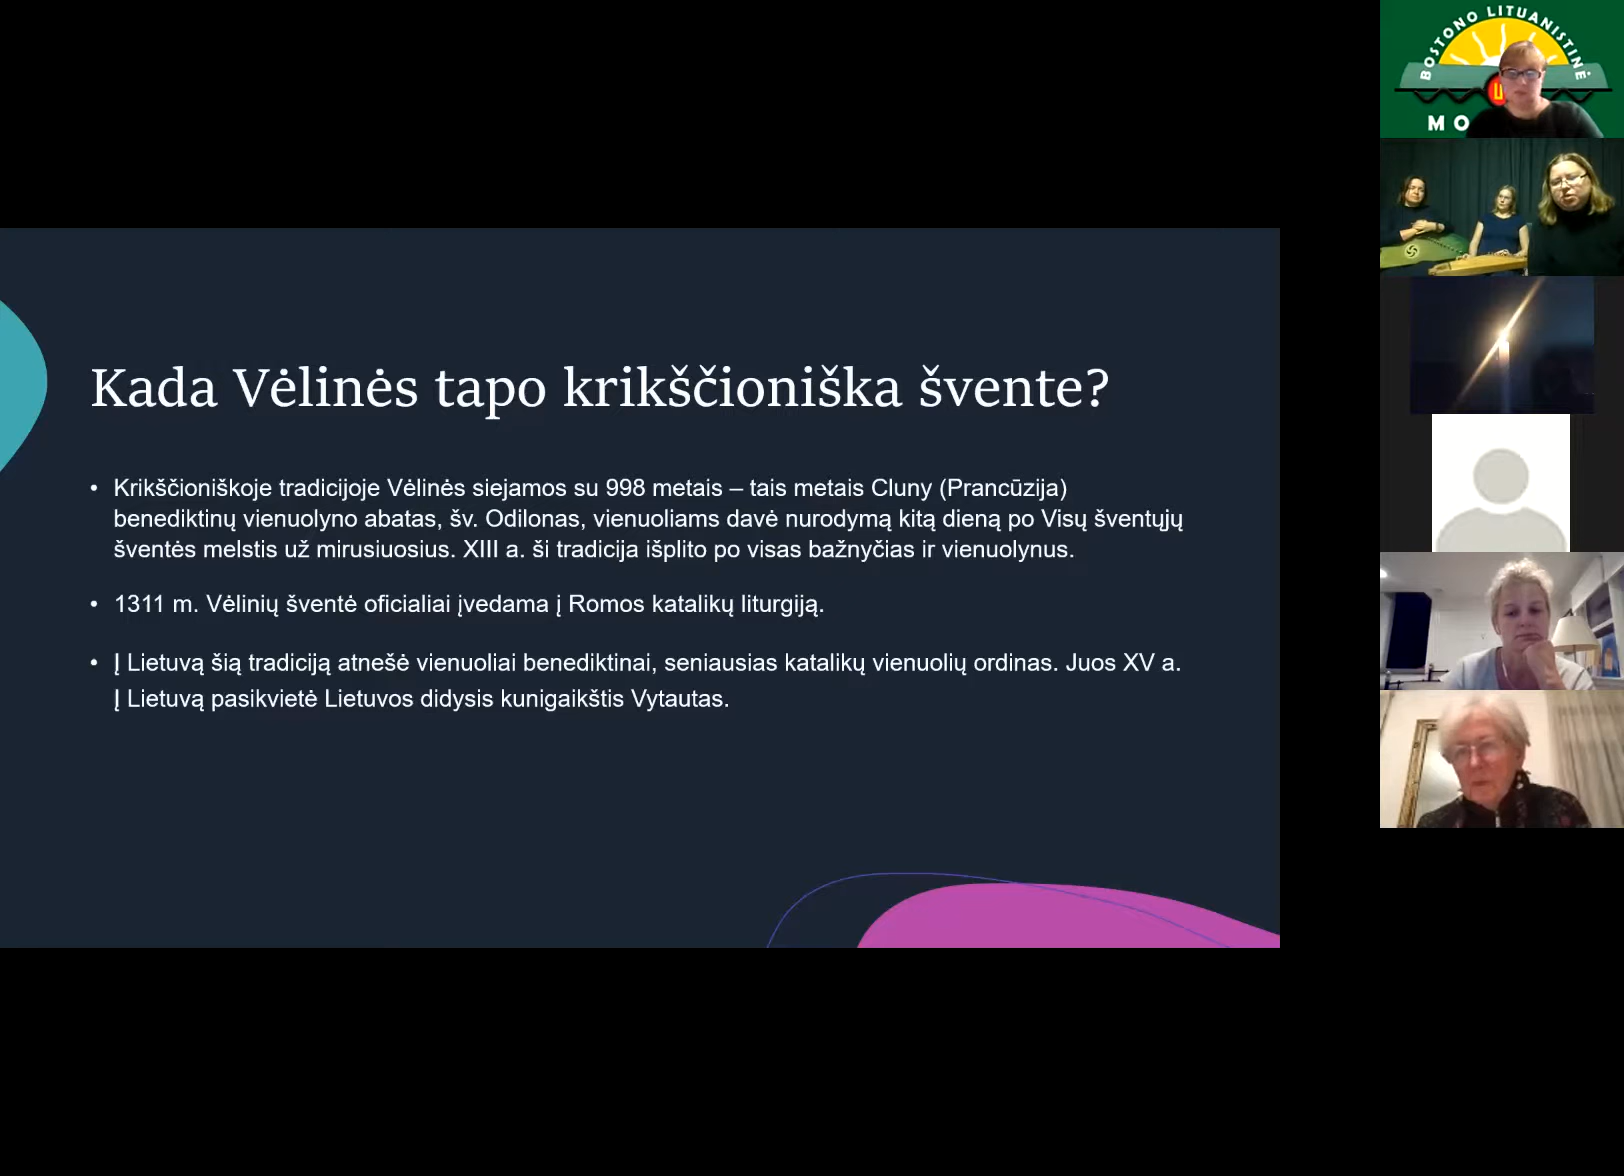 Kada Vėlinės tapo krikščioniška švente?
• Krikščioniškoje tradicijoje Vėlinės siejamos su 998 metais – tais metais Cluny (Prancūzija)
benediktinų vienuolyno abatas, šv. Odilonas, vienuoliams davė nurodymą kitą dieną po Visų šventųjų
šventės melstis už mirusiuosius. XIII a. ši tradicija išplito po visas bažnyčias ir vienuolynus.
• 1311 m. Vėlinių šventė oficialiai įvedama į Romos katalikų liturgiją.
• Į Lietuvą šią tradiciją atnešė vienuoliai benediktinai, seniausias katalikų vienuolių ordinas. Juos XV a.
Į Lietuvą pasikvietė Lietuvos didysis kunigaikštis Vytautas.
BOSTONO LITUANISTINĖ
MO